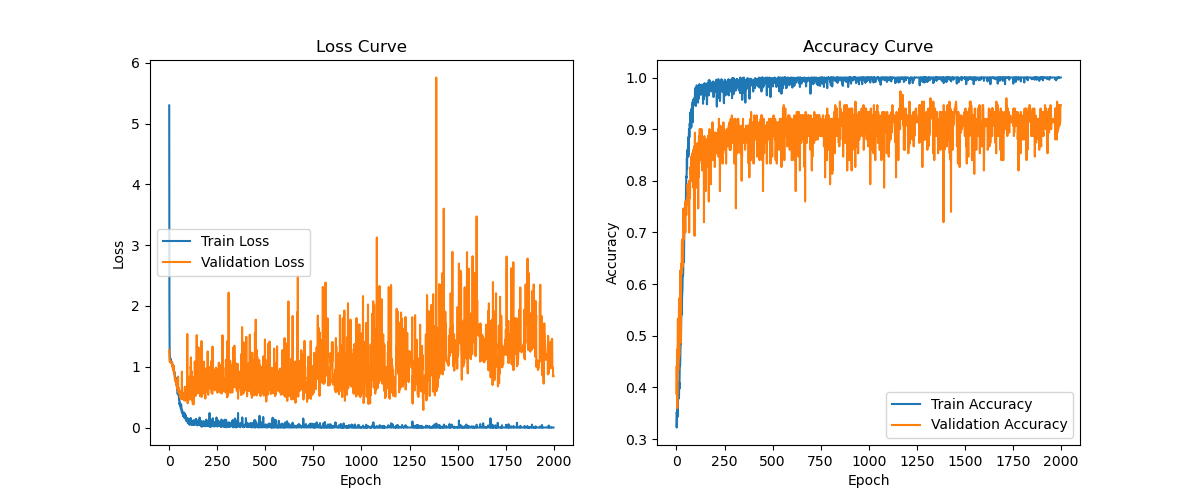 Loss Curve
6
5
4
3
2
1
0
Loss
Train Loss
Validation Loss
0 250 500 750 1000 1250 1500 1750 2000
Epoch
Accuracy Curve
1.0
0.9
0.8
0.7
0.6
0.5
0.4
0.3
Accuracy
Train Accuracy
Validation Accuracy
0 250 500 750 1000 1250 1500 1750 2000
Epoch